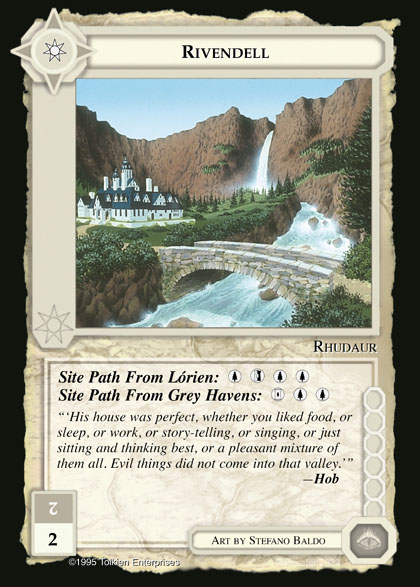 Rivendell
Rhudaur
Site Path From Lórien:
Site Path From Grey Havens:
“‘His house was perfect, whether you liked food, or
sleep, or work, or story-telling, or singing, or just
sitting and thinking best, or a pleasant mixture of
them all. Evil things did not come into that valley.’”
—Hob
2
2
Art by Stefano Baldo
©1995 Tolkien Enterprises